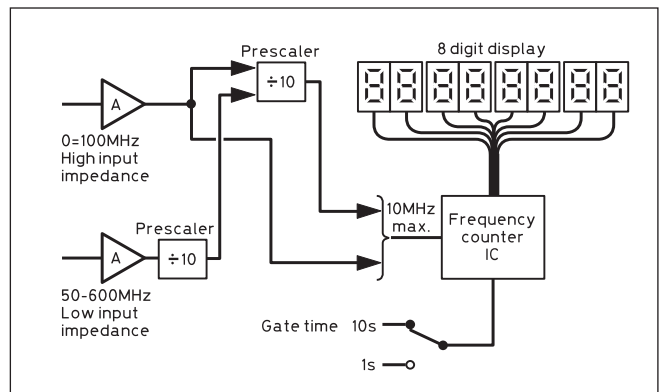 Prescaler
8 digit display
÷10
A
0=100MHz
High input
impedance
10MHz
max.
Frequency
counter
IC
Prescaler
A
÷10
50-600MHz
Low input
impedance
Gate time 10s
1s